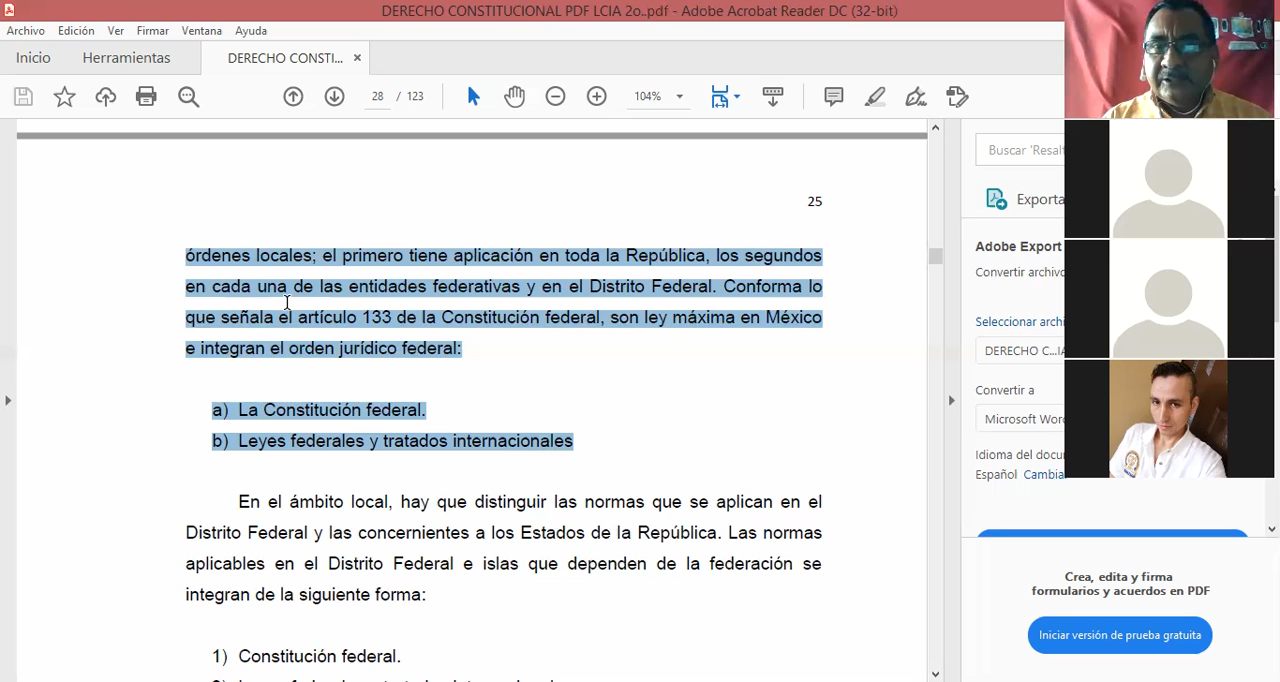 DERECHO CONSTITUCIONAL PDF LCIA 2o..pdf - Adobe Acrobat Reader DC (32-bit)
Archivo Edición Ver Firmar Ventana Ayuda
Inicio Herramientas DERECHO CONSTI... ×
28 / 123 104%
25
órdenes locales; el primero tiene aplicación en toda la República, los segundos
en cada una de las entidades federativas y en el Distrito Federal. Conforma lo
que señala el artículo 133 de la Constitución federal, son ley máxima en México
e integran el orden jurídico federal:
a) La Constitución federal.
b) Leyes federales y tratados internacionales
En el ámbito local, hay que distinguir las normas que se aplican en el
Distrito Federal y las concernientes a los Estados de la República. Las normas
aplicables en el Distrito Federal e islas que dependen de la federación se
integran de la siguiente forma:
1) Constitución federal.
Buscar 'Resal
Exporta
Adobe Export
Convertir archivo
Seleccionar archi
DERECHO C...IA
Convertir a
Microsoft Wor
Idioma del docu
Español Cambia
Crea, edita y firma
formularios y acuerdos en PDF
Iniciar versión de prueba gratuita